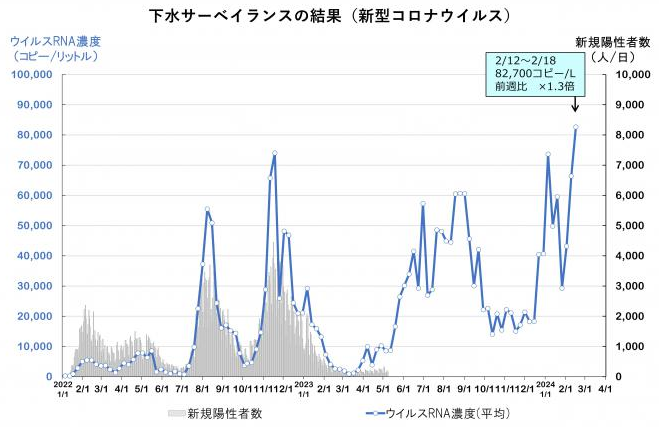 下水サーベイランスの結果（新型コロナウイルス）
ウイルスRNA濃度
（コピー/リットル）
新規陽性者数
（人/日）
2/12～2/18
82,700コピー/L
前週比　×1.3倍
100,000
90,000
80,000
70,000
60,000
50,000
40,000
30,000
20,000
10,000
0
10,000
9,000
8,000
7,000
6,000
5,000
4,000
3,000
2,000
1,000
0
2022 2023 2024
1/1 2/1 3/1 4/1 5/1 6/1 7/1 8/1 9/1 10/1 11/1 12/1 1/1 2/1 3/1 4/1 5/1 6/1 7/1 8/1 9/1 10/1 11/1 12/1 1/1 2/1 3/1 4/1
新規陽性者数 ウイルスRNA濃度(平均)